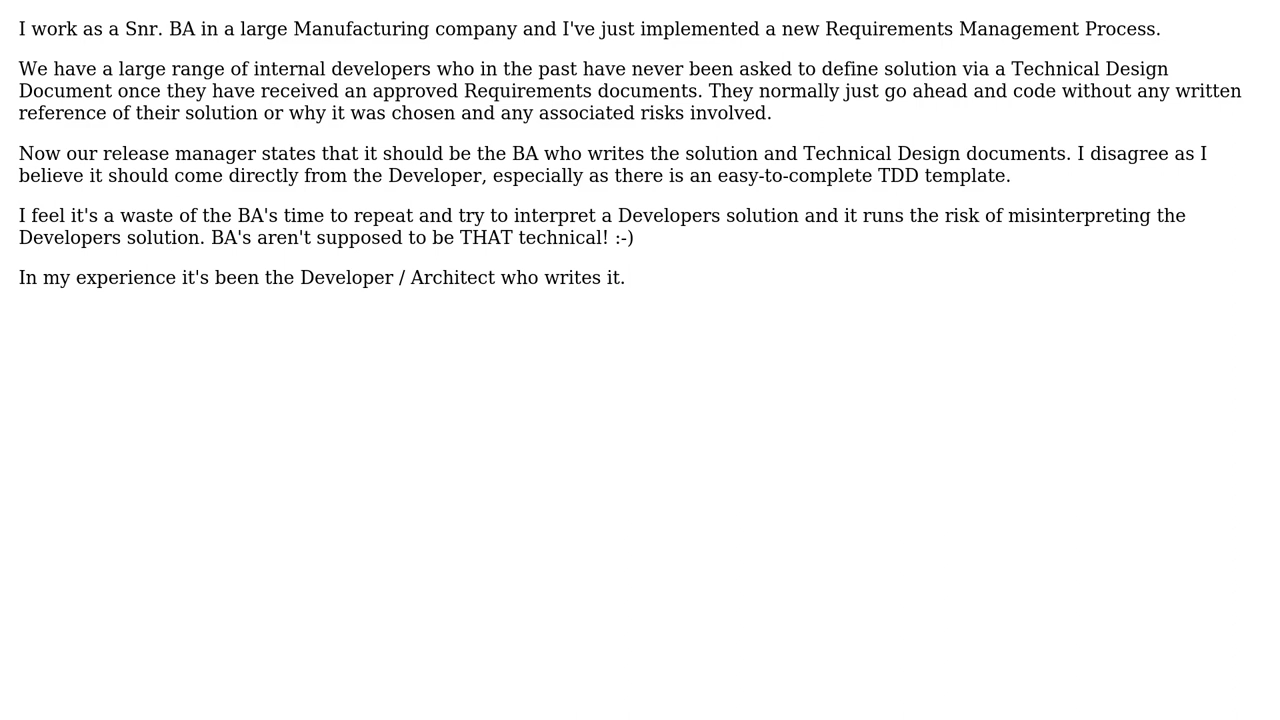 I work as a Snr. BA in a large Manufacturing company and I've just implemented a new Requirements Management Process.
We have a large range of internal developers who in the past have never been asked to define solution via a Technical Design
Document once they have received an approved Requirements documents. They normally just go ahead and code without any written
reference of their solution or why it was chosen and any associated risks involved.
Now our release manager states that it should be the BA who writes the solution and Technical Design documents. I disagree as I
believe it should come directly from the Developer, especially as there is an easy-to-complete TDD template.
I feel it's a waste of the BA's time to repeat and try to interpret a Developers solution and it runs the risk of misinterpreting the
Developers solution. BA's aren't supposed to be THAT technical! :-)
In my experience it's been the Developer / Architect who writes it.